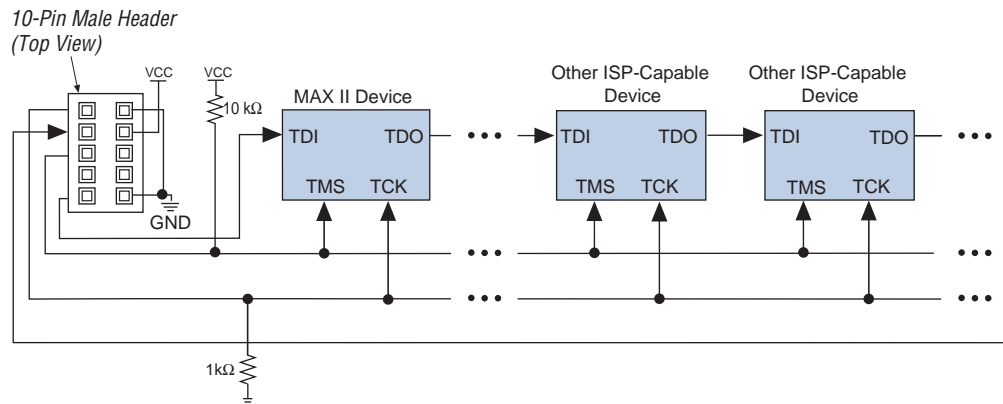 10-Pin Male Header
(Top View)
VCC
VCC
10 kΩ
MAX II Device
TDI
TDO
TMS
TCK
Other ISP-Capable
Device
TDI
TDO
TMS
TCK
Other ISP-Capable
Device
TDI
TDO
TMS
TCK
GND
1kΩ